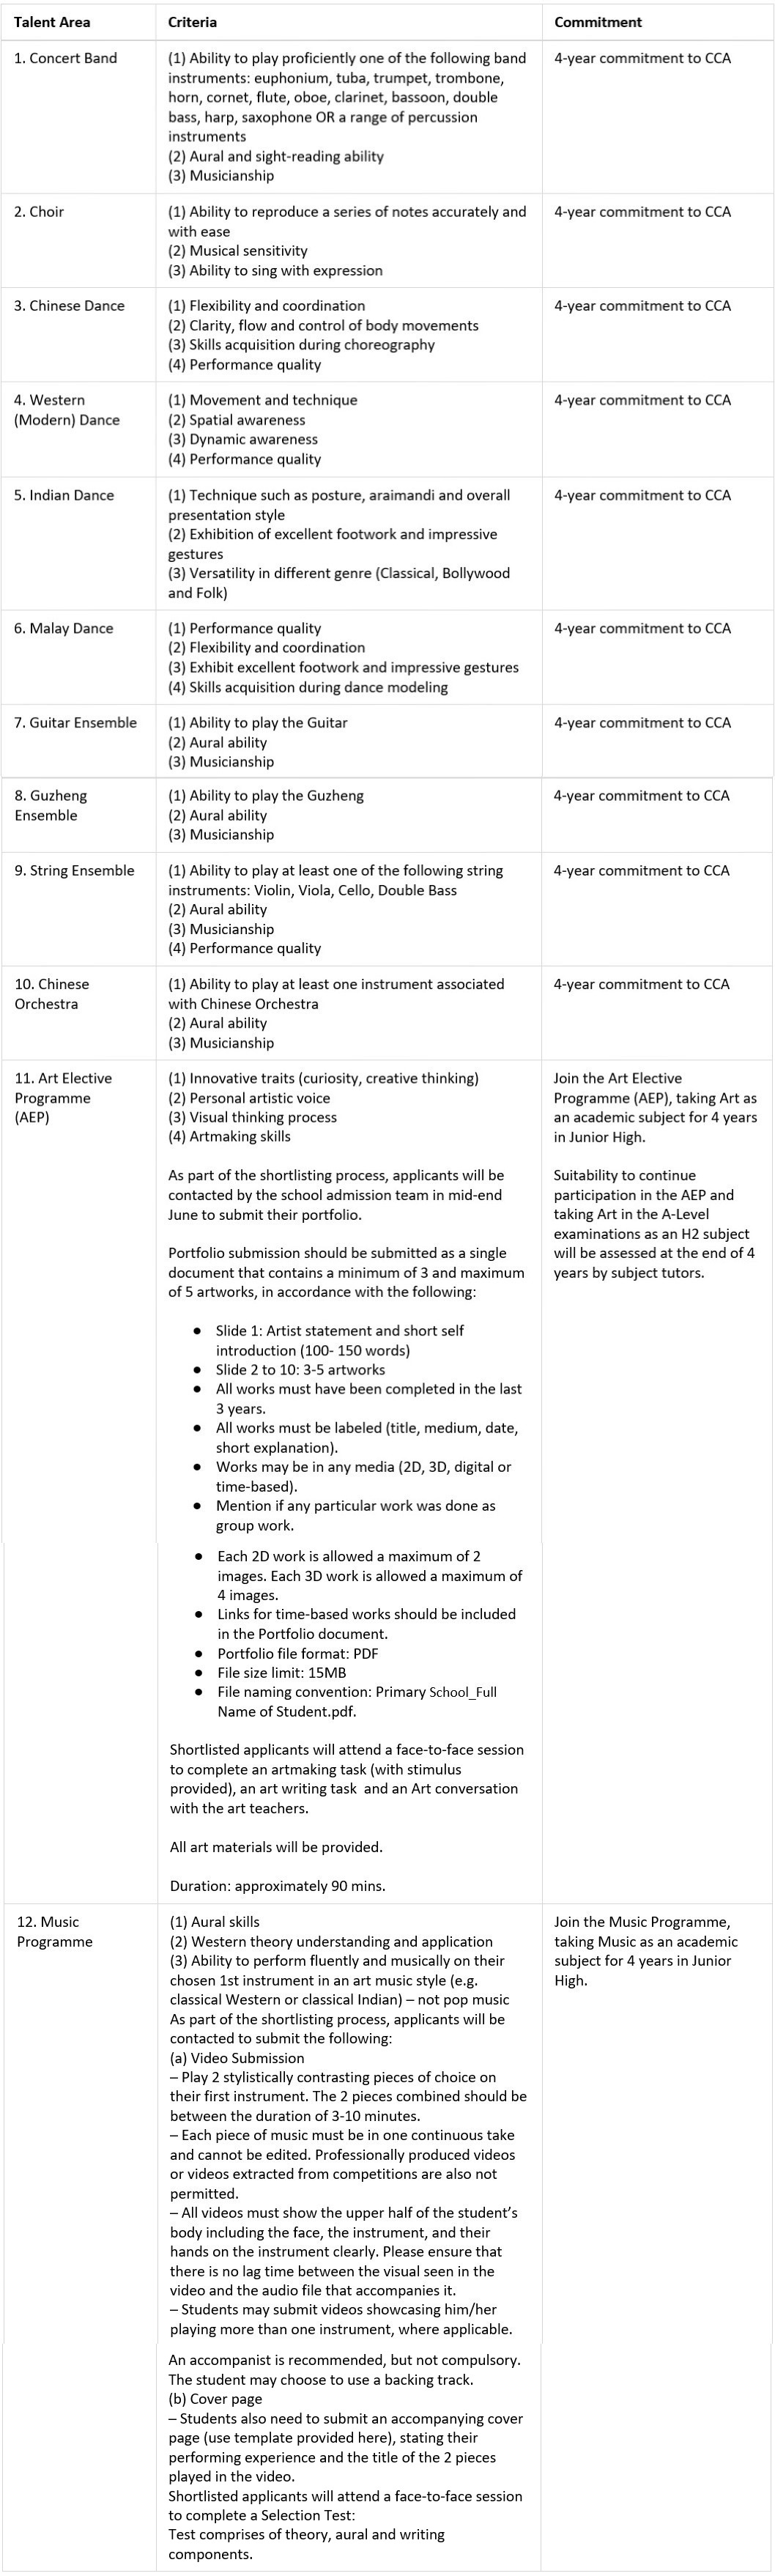 Talent Area
Criteria
Commitment
1. Concert Band
(1) Ability to play proficiently one of the following band
instruments: euphonium, tuba, trumpet, trombone,
horn, cornet, flute, oboe, clarinet, bassoon, double
bass, harp, saxophone OR a range of percussion
instruments
(2) Aural and sight-reading ability
(3) Musicianship
4-year commitment to CCA
2. Choir
(1) Ability to reproduce a series of notes accurately and
with ease
(2) Musical sensitivity
(3) Ability to sing with expression
4-year commitment to CCA
3. Chinese Dance
(1) Flexibility and coordination
(2) Clarity, flow and control of body movements
(3) Skills acquisition during choreography
(4) Performance quality
4-year commitment to CCA
4. Western
(Modern) Dance
(1) Movement and technique
(2) Spatial awareness
(3) Dynamic awareness
(4) Performance quality
4-year commitment to CCA
5. Indian Dance
(1) Technique such as posture, araimandi and overall
presentation style
(2) Exhibition of excellent footwork and impressive
gestures
(3) Versatility in different genre (Classical, Bollywood
and Folk)
4-year commitment to CCA
6. Malay Dance
(1) Performance quality
(2) Flexibility and coordination
(3) Exhibit excellent footwork and impressive gestures
(4) Skills acquisition during dance modeling
4-year commitment to CCA
7. Guitar Ensemble
(1) Ability to play the Guitar
(2) Aural ability
(3) Musicianship
4-year commitment to CCA
8. Guzheng
Ensemble
(1) Ability to play the Guzheng
(2) Aural ability
(3) Musicianship
4-year commitment to CCA
9. String Ensemble
(1) Ability to play at least one of the following string
instruments: Violin, Viola, Cello, Double Bass
(2) Aural ability
(3) Musicianship
(4) Performance quality
4-year commitment to CCA
10. Chinese
Orchestra
(1) Ability to play at least one instrument associated
with Chinese Orchestra
(2) Aural ability
(3) Musicianship
4-year commitment to CCA
11. Art Elective
Programme
(AEP)
(1) Innovative traits (curiosity, creative thinking)
(2) Personal artistic voice
(3) Visual thinking process
(4) Artmaking skills
As part of the shortlisting process, applicants will be
contacted by the school admission team in mid-end
June to submit their portfolio.
Portfolio submission should be submitted as a single
document that contains a minimum of 3 and maximum
of 5 artworks, in accordance with the following:
● Slide 1: Artist statement and short self
introduction (100- 150 words)
● Slide 2 to 10: 3-5 artworks
● All works must have been completed in the last
3 years.
● All works must be labeled (title, medium, date,
short explanation).
● Works may be in any media (2D, 3D, digital or
time-based).
● Mention if any particular work was done as
group work.
● Each 2D work is allowed a maximum of 2
images. Each 3D work is allowed a maximum of
4 images.
● Links for time-based works should be included
in the Portfolio document.
● Portfolio file format: PDF
● File size limit: 15MB
● File naming convention: Primary School_Full
Name of Student.pdf.
Shortlisted applicants will attend a face-to-face session
to complete an artmaking task (with stimulus
provided), an art writing task and an Art conversation
with the art teachers.
All art materials will be provided.
Duration: approximately 90 mins.
Join the Art Elective
Programme (AEP), taking Art as
an academic subject for 4 years
in Junior High.
Suitability to continue
participation in the AEP and
taking Art in the A-Level
examinations as an H2 subject
will be assessed at the end of 4
years by subject tutors.
12. Music
Programme
(1) Aural skills
(2) Western theory understanding and application
(3) Ability to perform fluently and musically on their
chosen 1st instrument in an art music style (e.g.
classical Western or classical Indian) – not pop music
As part of the shortlisting process, applicants will be
contacted to submit the following:
(a) Video Submission
– Play 2 stylistically contrasting pieces of choice on
their first instrument. The 2 pieces combined should be
between the duration of 3-10 minutes.
– Each piece of music must be in one continuous take
and cannot be edited. Professionally produced videos
or videos extracted from competitions are also not
permitted.
– All videos must show the upper half of the student’s
body including the face, the instrument, and their
hands on the instrument clearly. Please ensure that
there is no lag time between the visual seen in the
video and the audio file that accompanies it.
– Students may submit videos showcasing him/her
playing more than one instrument, where applicable.
An accompanist is recommended, but not compulsory.
The student may choose to use a backing track.
(b) Cover page
– Students also need to submit an accompanying cover
page (use template provided here), stating their
performing experience and the title of the 2 pieces
played in the video.
Shortlisted applicants will attend a face-to-face session
to complete a Selection Test:
Test comprises of theory, aural and writing
components.
Join the Music Programme,
taking Music as an academic
subject for 4 years in Junior
High.